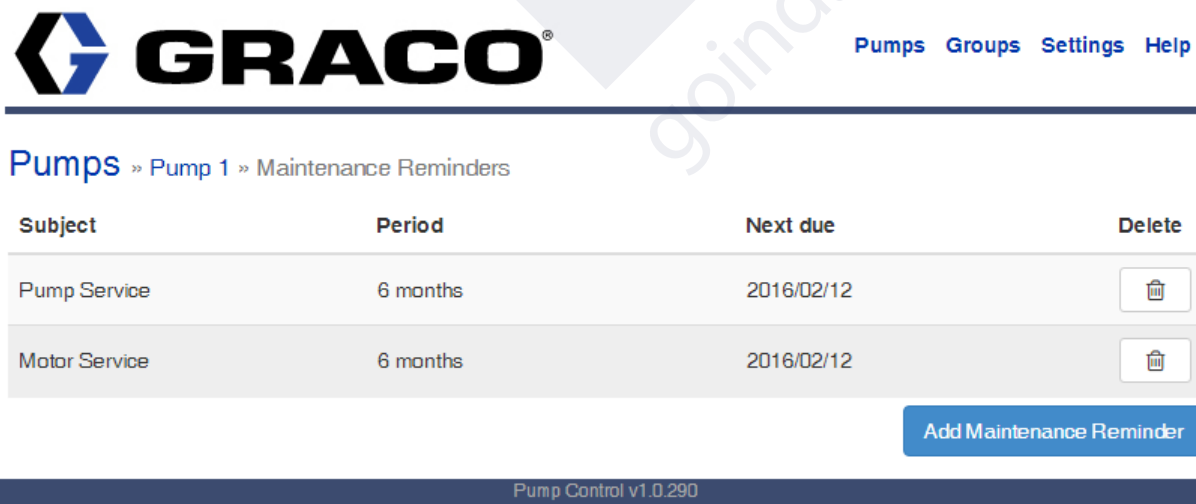 GRACO®
Pumps Groups Settings Help
Pumps » Pump 1 » Maintenance Reminders
Subject Period Next due Delete
Pump Service 6 months 2016/02/12
Motor Service 6 months 2016/02/12
Add Maintenance Reminder
Pump Control v1.0.290